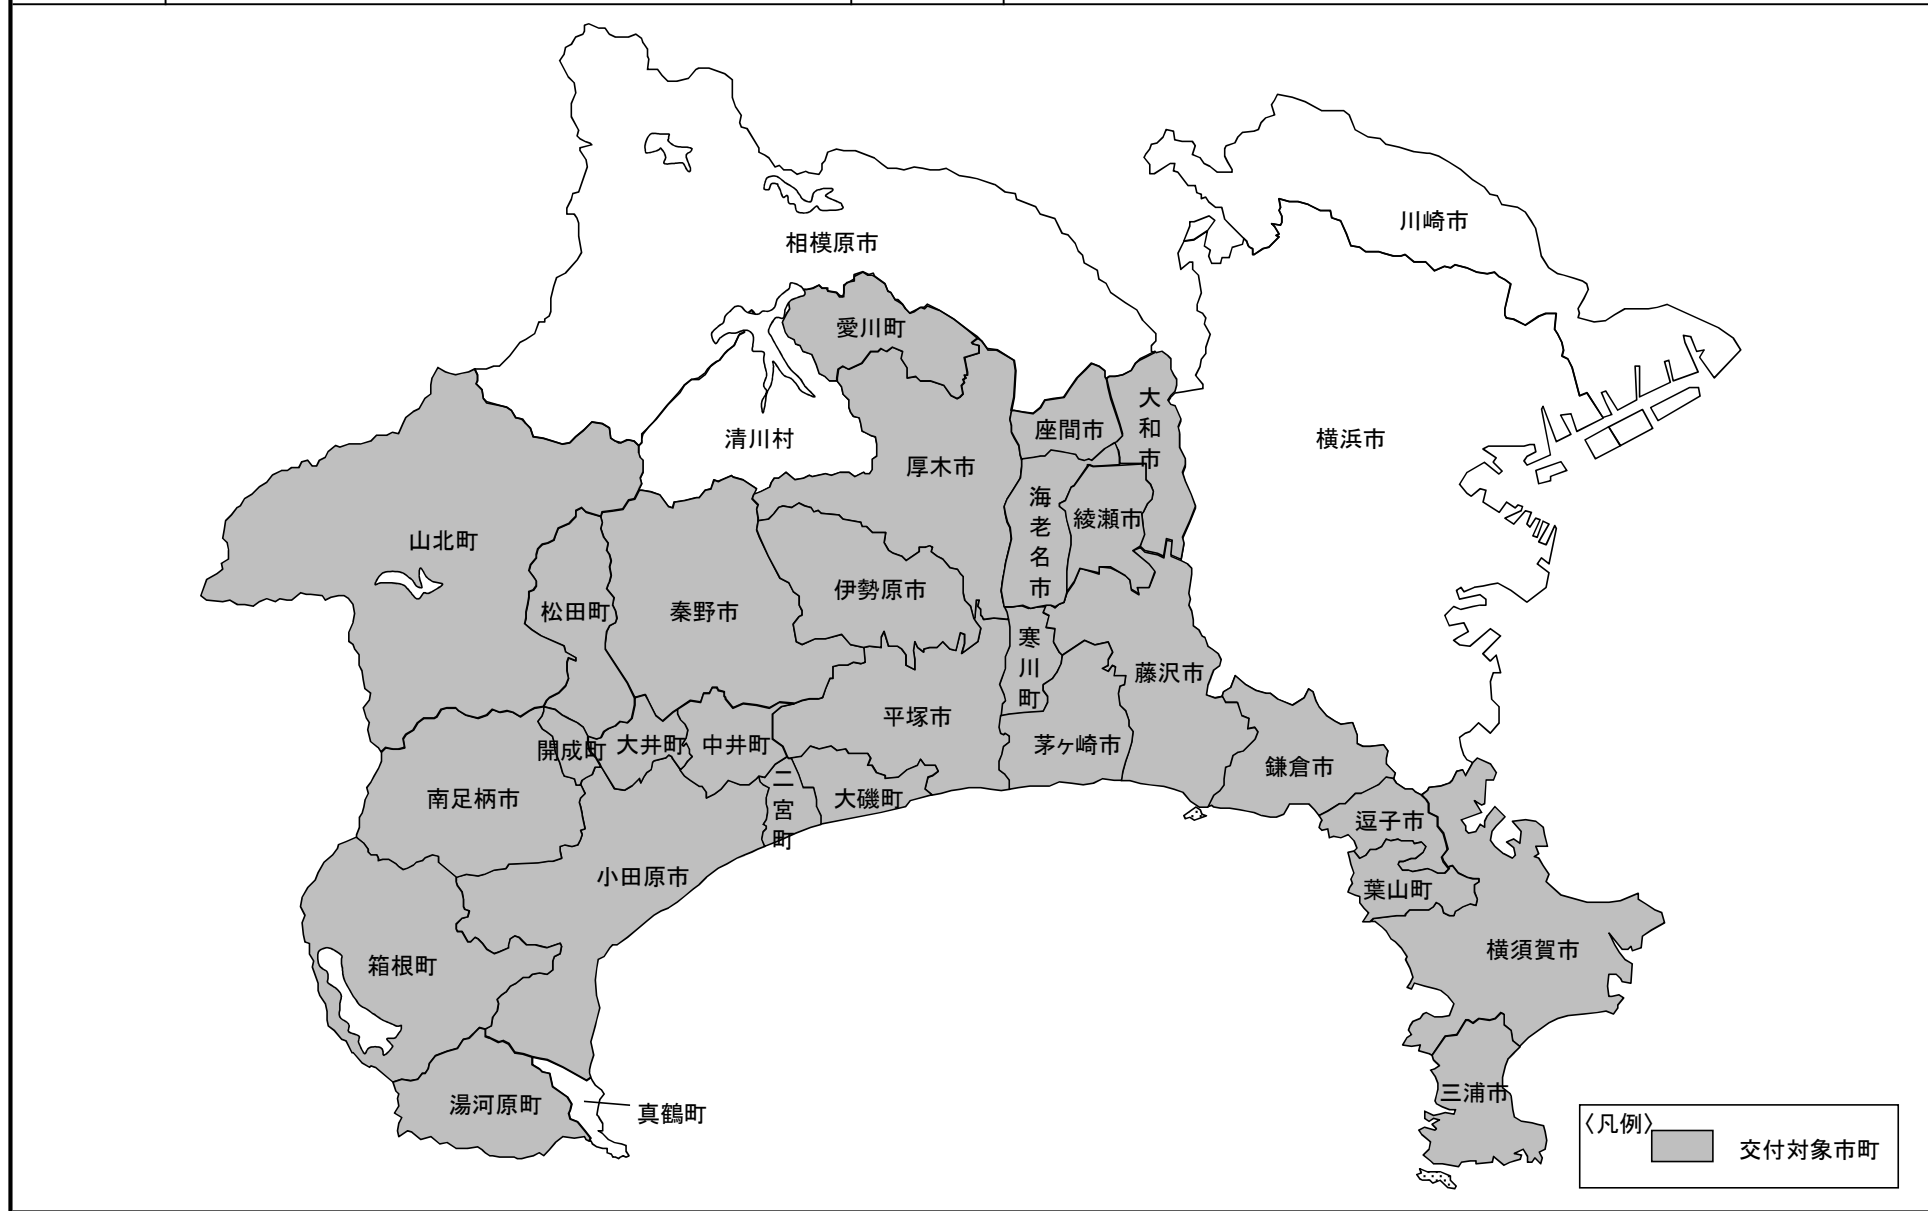 川崎市
相模原市
愛川町
大和市
座間市
清川村
横浜市
厚木市
海老名市
綾瀬市
山北町
伊勢原市
松田町
秦野市
寒川町
藤沢市
平塚市
開成町
大井町
中井町
茅ヶ崎市
鎌倉市
二宮町
南足柄市
大磯町
逗子市
小田原市
葉山町
横須賀市
箱根町
三浦市
湯河原町
真鶴町
〈凡例〉
交付対象市町